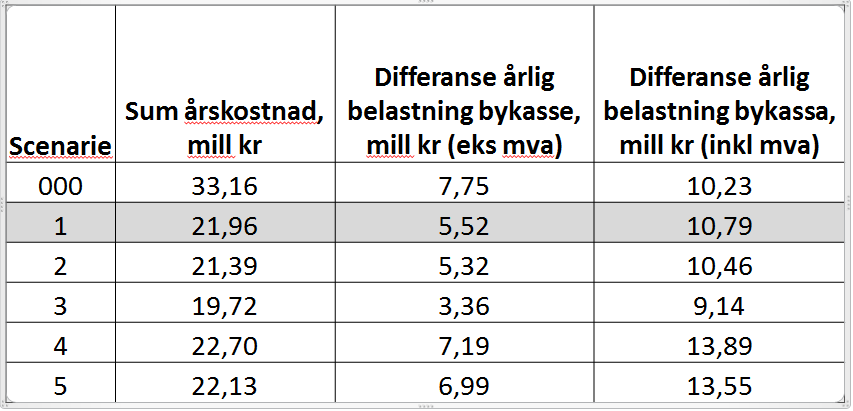 Scenarie Sum årskostnad, mill kr Differanse årlig belastning bykasse, mill kr (eks mva) Differanse årlig belastning bykassa, mill kr (inkl mva)
000 33,16 7,75 10,23
1 21,96 5,52 10,79
2 21,39 5,32 10,46
3 19,72 3,36 9,14
4 22,70 7,19 13,89
5 22,13 6,99 13,55